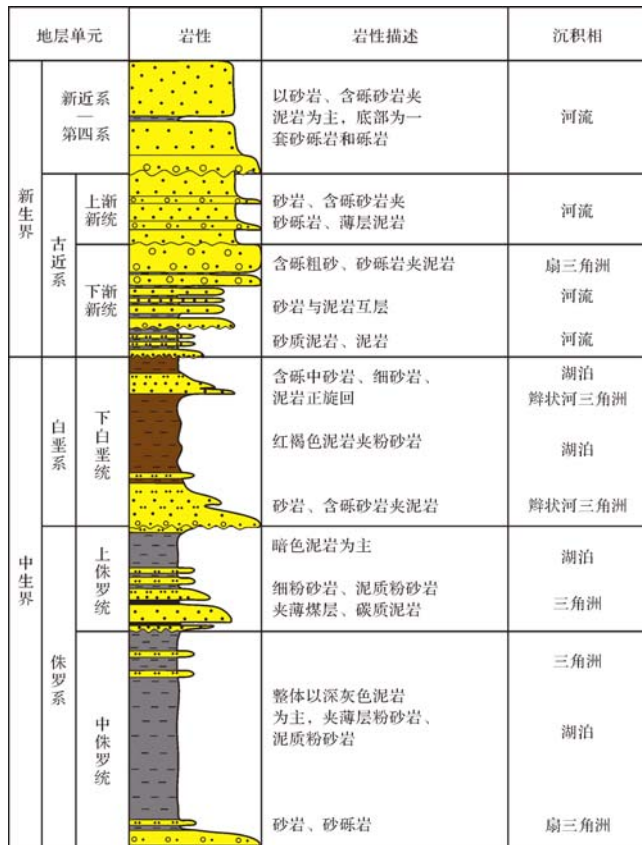 地层单元
岩性
岩性描述
沉积相
新生界
新近系
—
第四系
以砂岩、含砾砂岩夹
泥岩为主，底部为一
套砂砾岩和砾岩
河流
古近系
上渐新统
砂岩、含砾砂岩夹
砂砾岩、薄层泥岩
河流
下渐新统
含砾粗砂、砂砾岩夹泥岩
扇三角洲
河流
砂岩与泥岩互层
砂质泥岩、泥岩
河流
中生界
白垩系
下白垩统
含砾中砂岩、细砂岩、
泥岩正旋回
湖泊
辫状河三角洲
红褐色泥岩夹粉砂岩
湖泊
砂岩、含砾砂岩夹泥岩
辫状河三角洲
侏罗系
上侏罗统
暗色泥岩为主
湖泊
细粉砂岩、泥质粉砂岩
夹薄煤层、碳质泥岩
三角洲
中侏罗统
三角洲
整体以深灰色泥岩
为主，夹薄层粉砂岩、
泥质粉砂岩
湖泊
砂岩、砂砾岩
扇三角洲